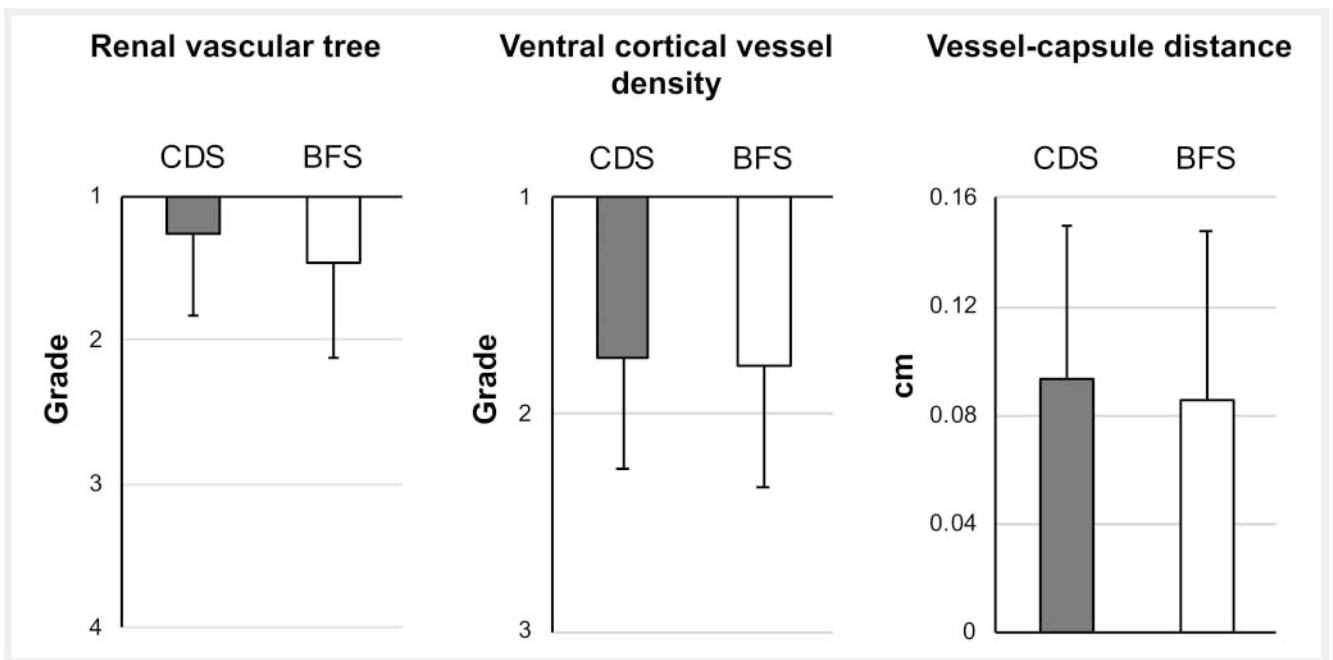 Renal vascular tree
CDS BFS
1
2
3
4
Grade
Ventral cortical vessel
density
CDS BFS
1
2
3
Grade
Vessel-capsule distance
CDS BFS
0.16
0.12
0.08
0.04
0
cm